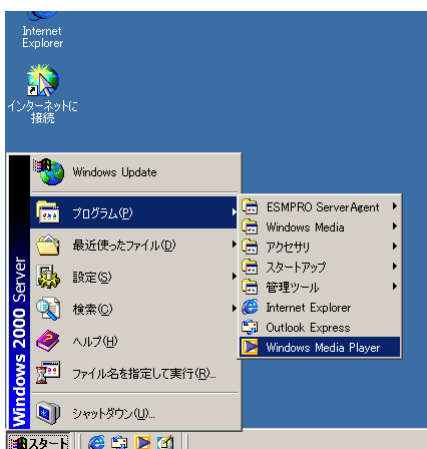 Internet
Explorer
インターネットに
接続
Windows 2000 Server
Windows Update
プログラム(P)
最近使ったファイル(D)
設定(S)
検索(C)
ヘルプ(H)
ファイル名を指定して実行(R)...
シャットダウン(U)...
ESMPRO ServerAgent
Windows Media
アクセサリ
スタートアップ
管理ツール
Internet Explorer
Outlook Express
Windows Media Player
スタート